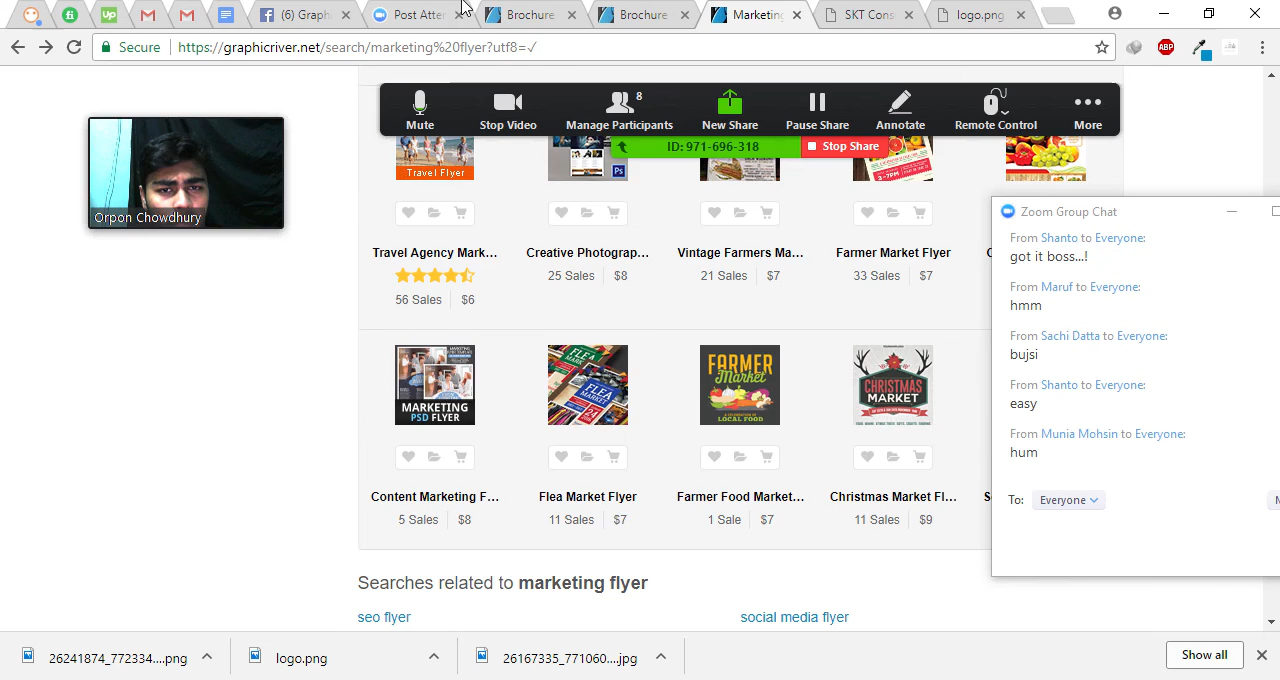 (6) Graph
Post Atter
Brochure
Brochure
Marketing
SKT Cons
logo.png
Secure
https://graphicriver.net/search/marketing%20flyer?utf8=✓
ABP
Mute
Stop Video
8
Manage Participants
New Share
Pause Share
Annotate
Remote Control
More
ID: 971-696-318
Stop Share
Orpon Chowdhury
Travel Flyer
Ps
Travel Agency Mark...
Creative Photograp...
Vintage Farmers Ma...
Farmer Market Flyer
56 Sales
$6
25 Sales
$8
21 Sales
$7
33 Sales
$7
MARKETING
PSD FLYER
FLEA
MARKET
FARMER
Market
LOCAL FOOD
CHRISTMAS
MARKET
Content Marketing F...
Flea Market Flyer
Farmer Food Market...
Christmas Market Fl...
5 Sales
$8
11 Sales
$7
1 Sale
$7
11 Sales
$9
Searches related to marketing flyer
seo flyer
social media flyer
Zoom Group Chat
From Shanto to Everyone:
got it boss...!
From Maruf to Everyone:
hmm
From Sachi Datta to Everyone:
bujsi
From Shanto to Everyone:
easy
From Munia Mohsin to Everyone:
hum
To: Everyone
26241874_772334....png
logo.png
26167335_771060...jpg
Show all